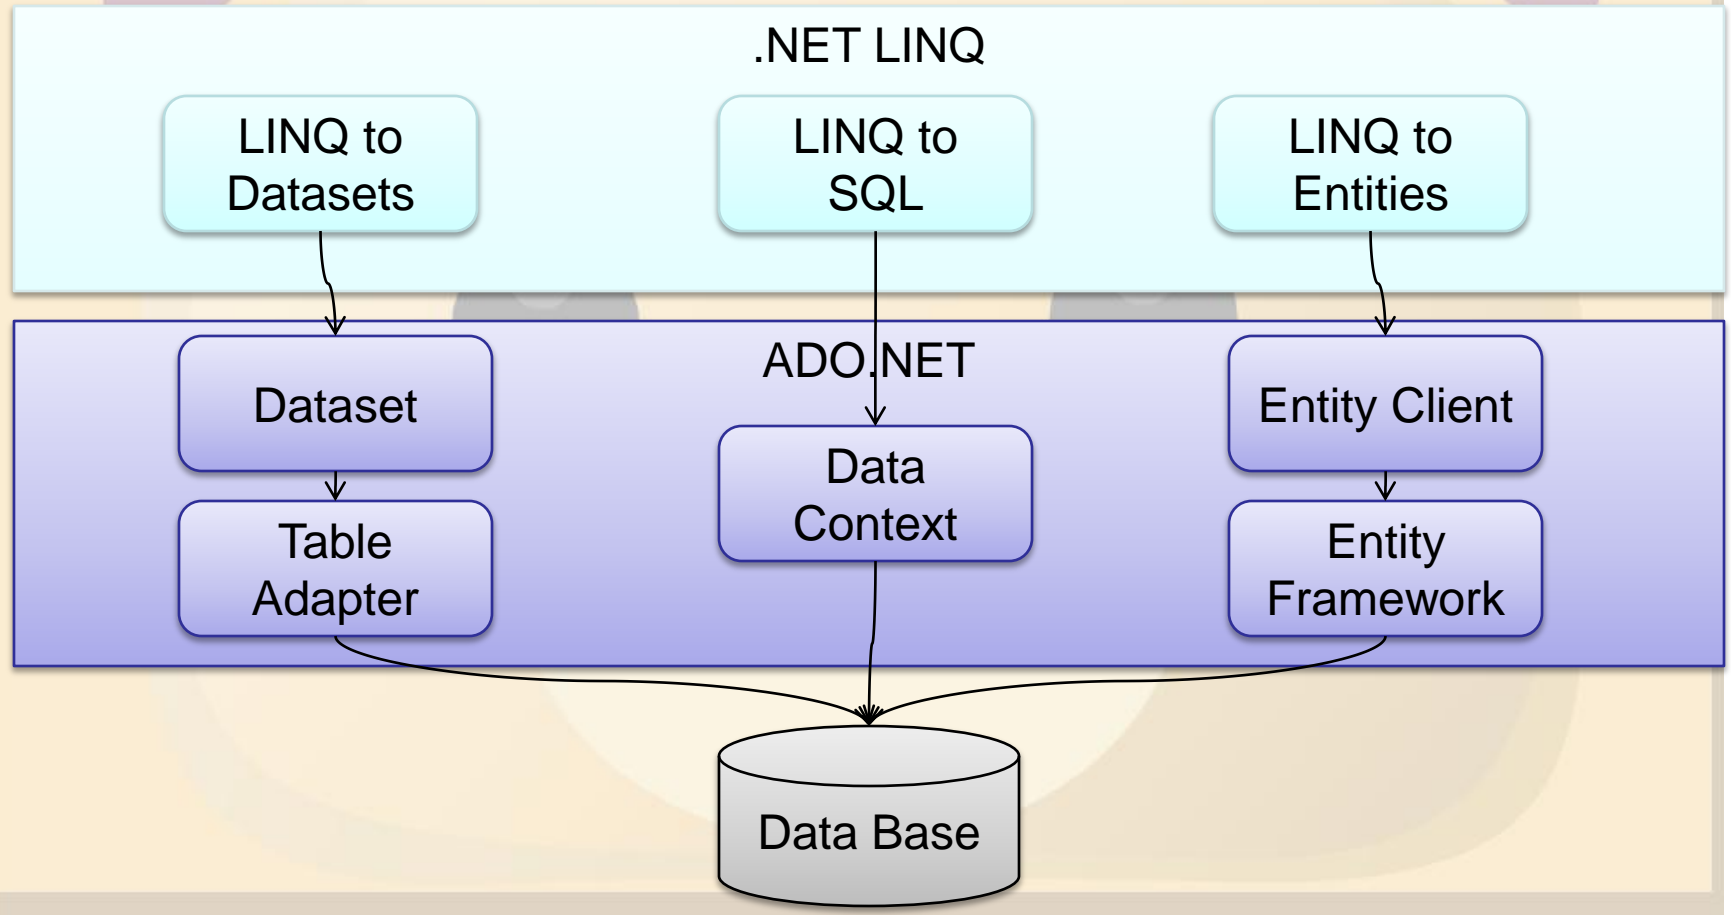 .NET LINQ
LINQ to
Datasets
LINQ to
SQL
LINQ to
Entities
ADO.NET
Dataset
Table
Adapter
Data
Context
Entity Client
Entity
Framework
Data Base